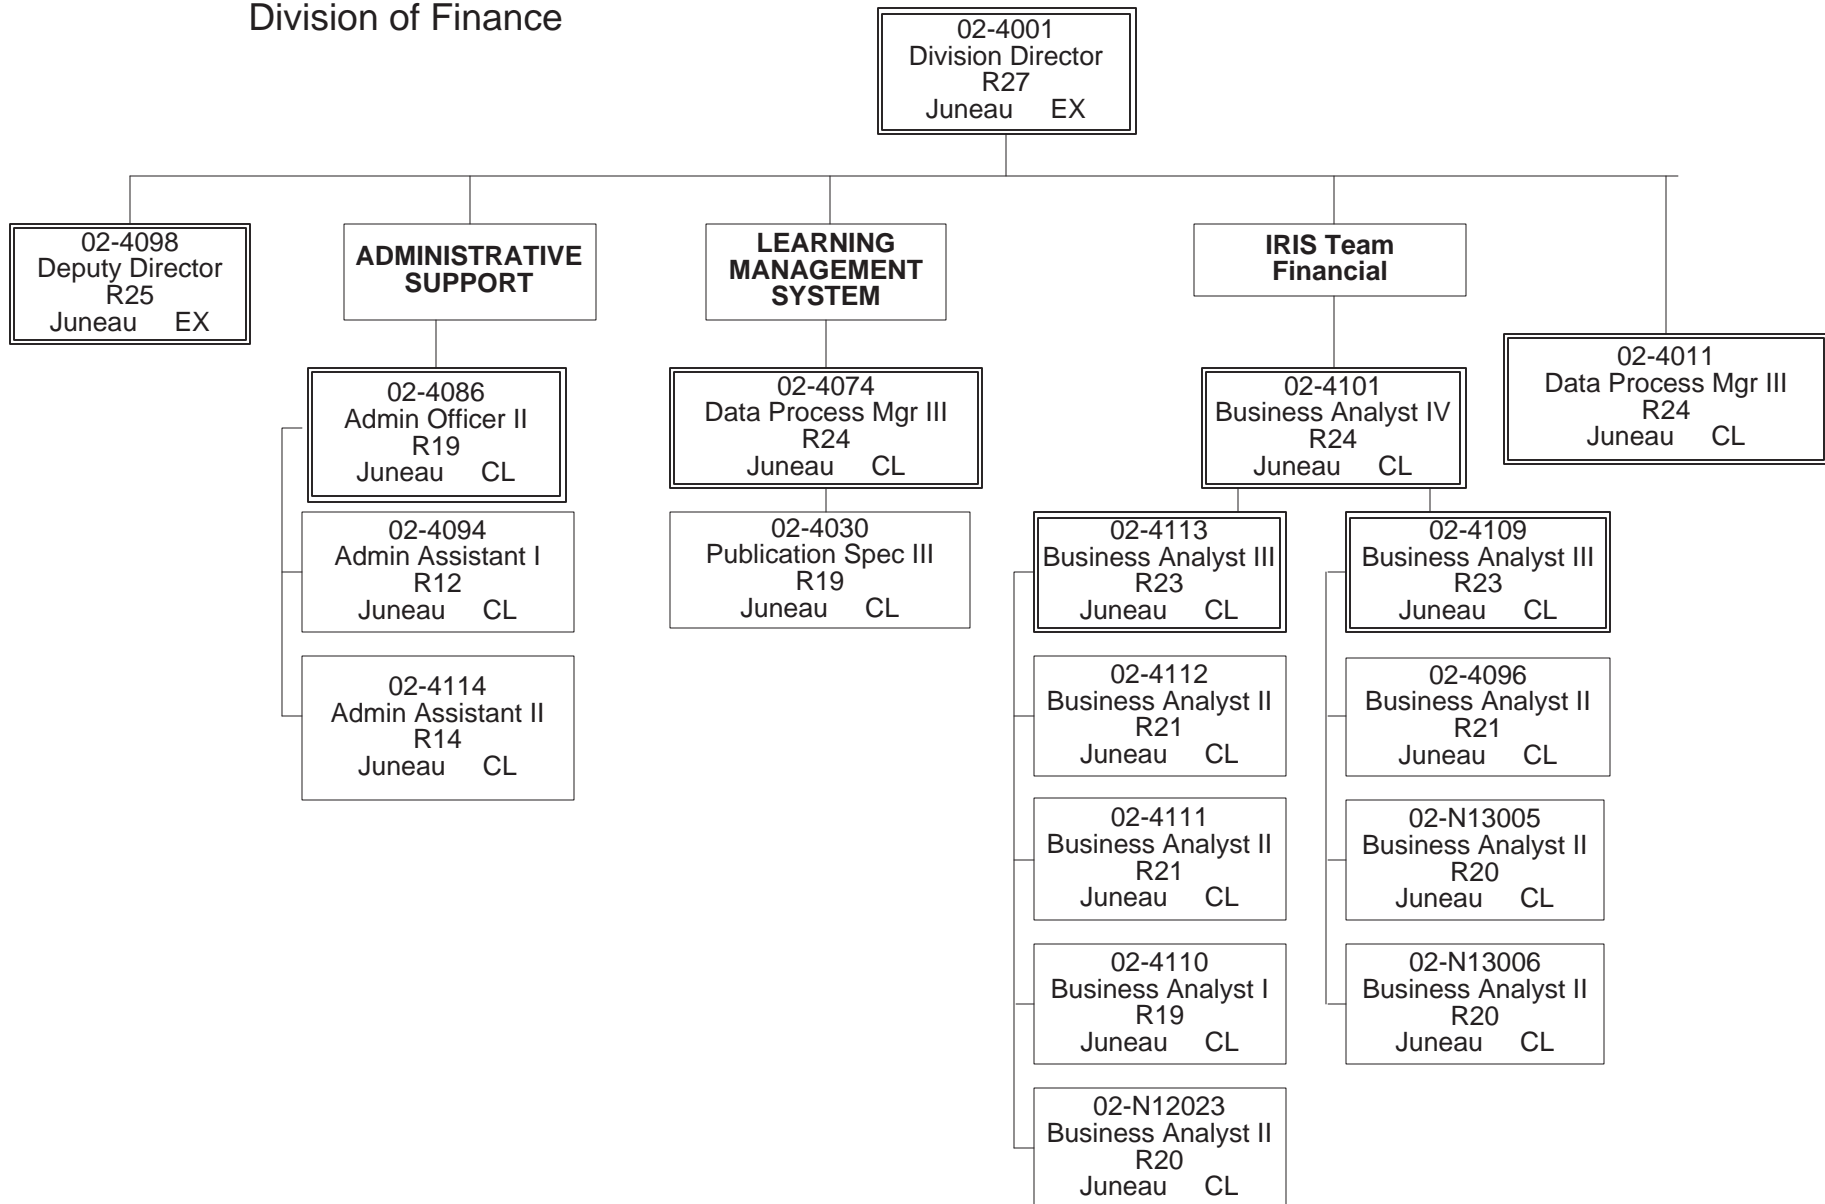 Division of Finance
02-4001
Division Director
R27
Juneau EX
02-4098
Deputy Director
R25
Juneau EX
ADMINISTRATIVE
SUPPORT
LEARNING
MANAGEMENT
SYSTEM
IRIS Team
Financial
02-4011
Data Process Mgr III
R24
Juneau CL
02-4086
Admin Officer II
R19
Juneau CL
02-4094
Admin Assistant I
R12
Juneau CL
02-4114
Admin Assistant II
R14
Juneau CL
02-4074
Data Process Mgr III
R24
Juneau CL
02-4030
Publication Spec III
R19
Juneau CL
02-4101
Business Analyst IV
R24
Juneau CL
02-4113
Business Analyst III
R23
Juneau CL
02-4112
Business Analyst II
R21
Juneau CL
02-4111
Business Analyst II
R21
Juneau CL
02-4110
Business Analyst I
R19
Juneau CL
02-N12023
Business Analyst II
R20
Juneau CL
02-4109
Business Analyst III
R23
Juneau CL
02-4096
Business Analyst II
R21
Juneau CL
02-N13005
Business Analyst II
R20
Juneau CL
02-N13006
Business Analyst II
R20
Juneau CL